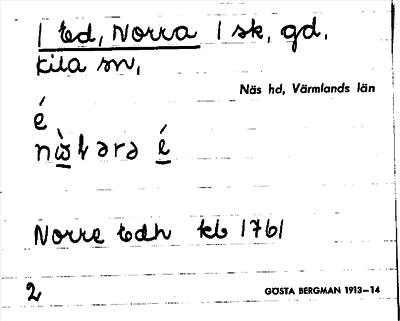 1 Ed, Norra 1 sk, gd,
Kila sn,
Näs hd, Värmlands län
é
Norre Edh kb 1761
2
GÖSTA BERGMAN 1913–14